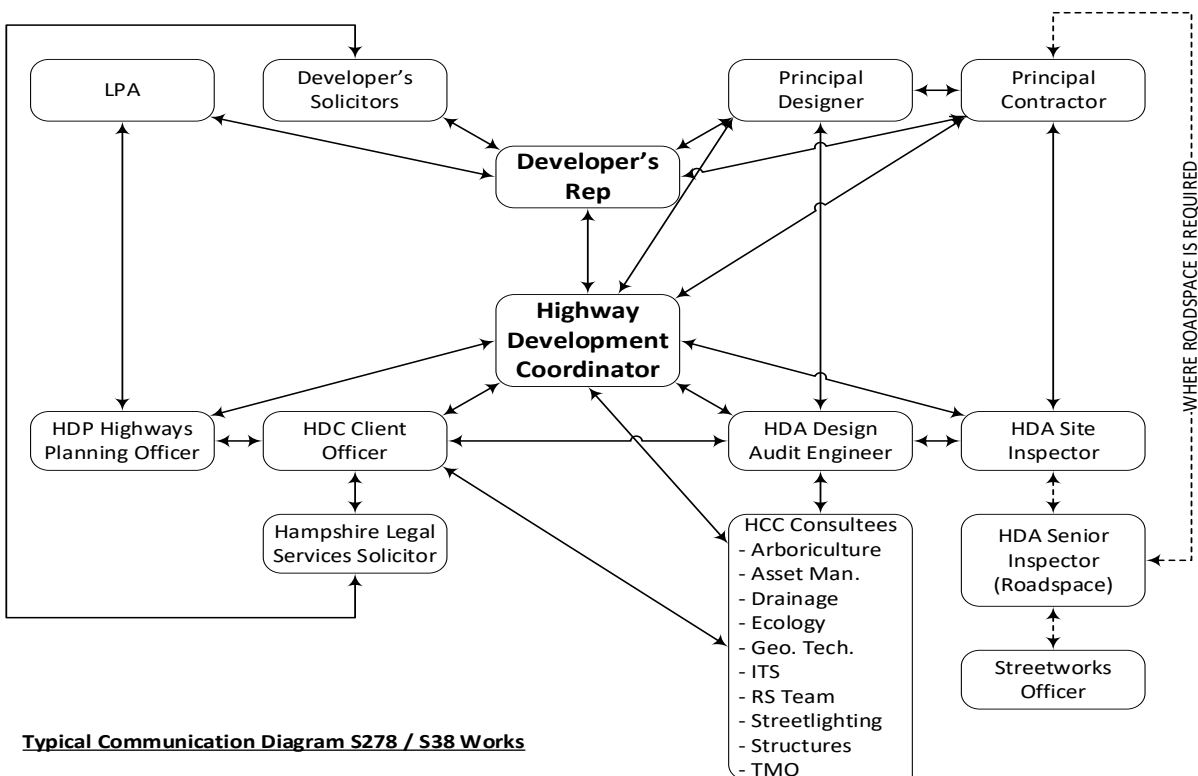 LPA
Developer's
Solicitors
Principal
Designer
Principal
Contractor
Developer's
Rep
WHERE ROADSPACE IS REQUIRED
Highway
Development
Coordinator
HDP Highways
Planning Officer
HDC Client
Officer
HDA Design
Audit Engineer
HDA Site
Inspector
Hampshire Legal
Services Solicitor
HCC Consultees
- Arboriculture
- Asset Man.
- Drainage
- Ecology
- Geo. Tech.
- ITS
- RS Team
- Streetlighting
- Structures
- TMO
HDA Senior
Inspector
(Roadspace)
Streetworks
Officer
Typical Communication Diagram S278 / S38 Works